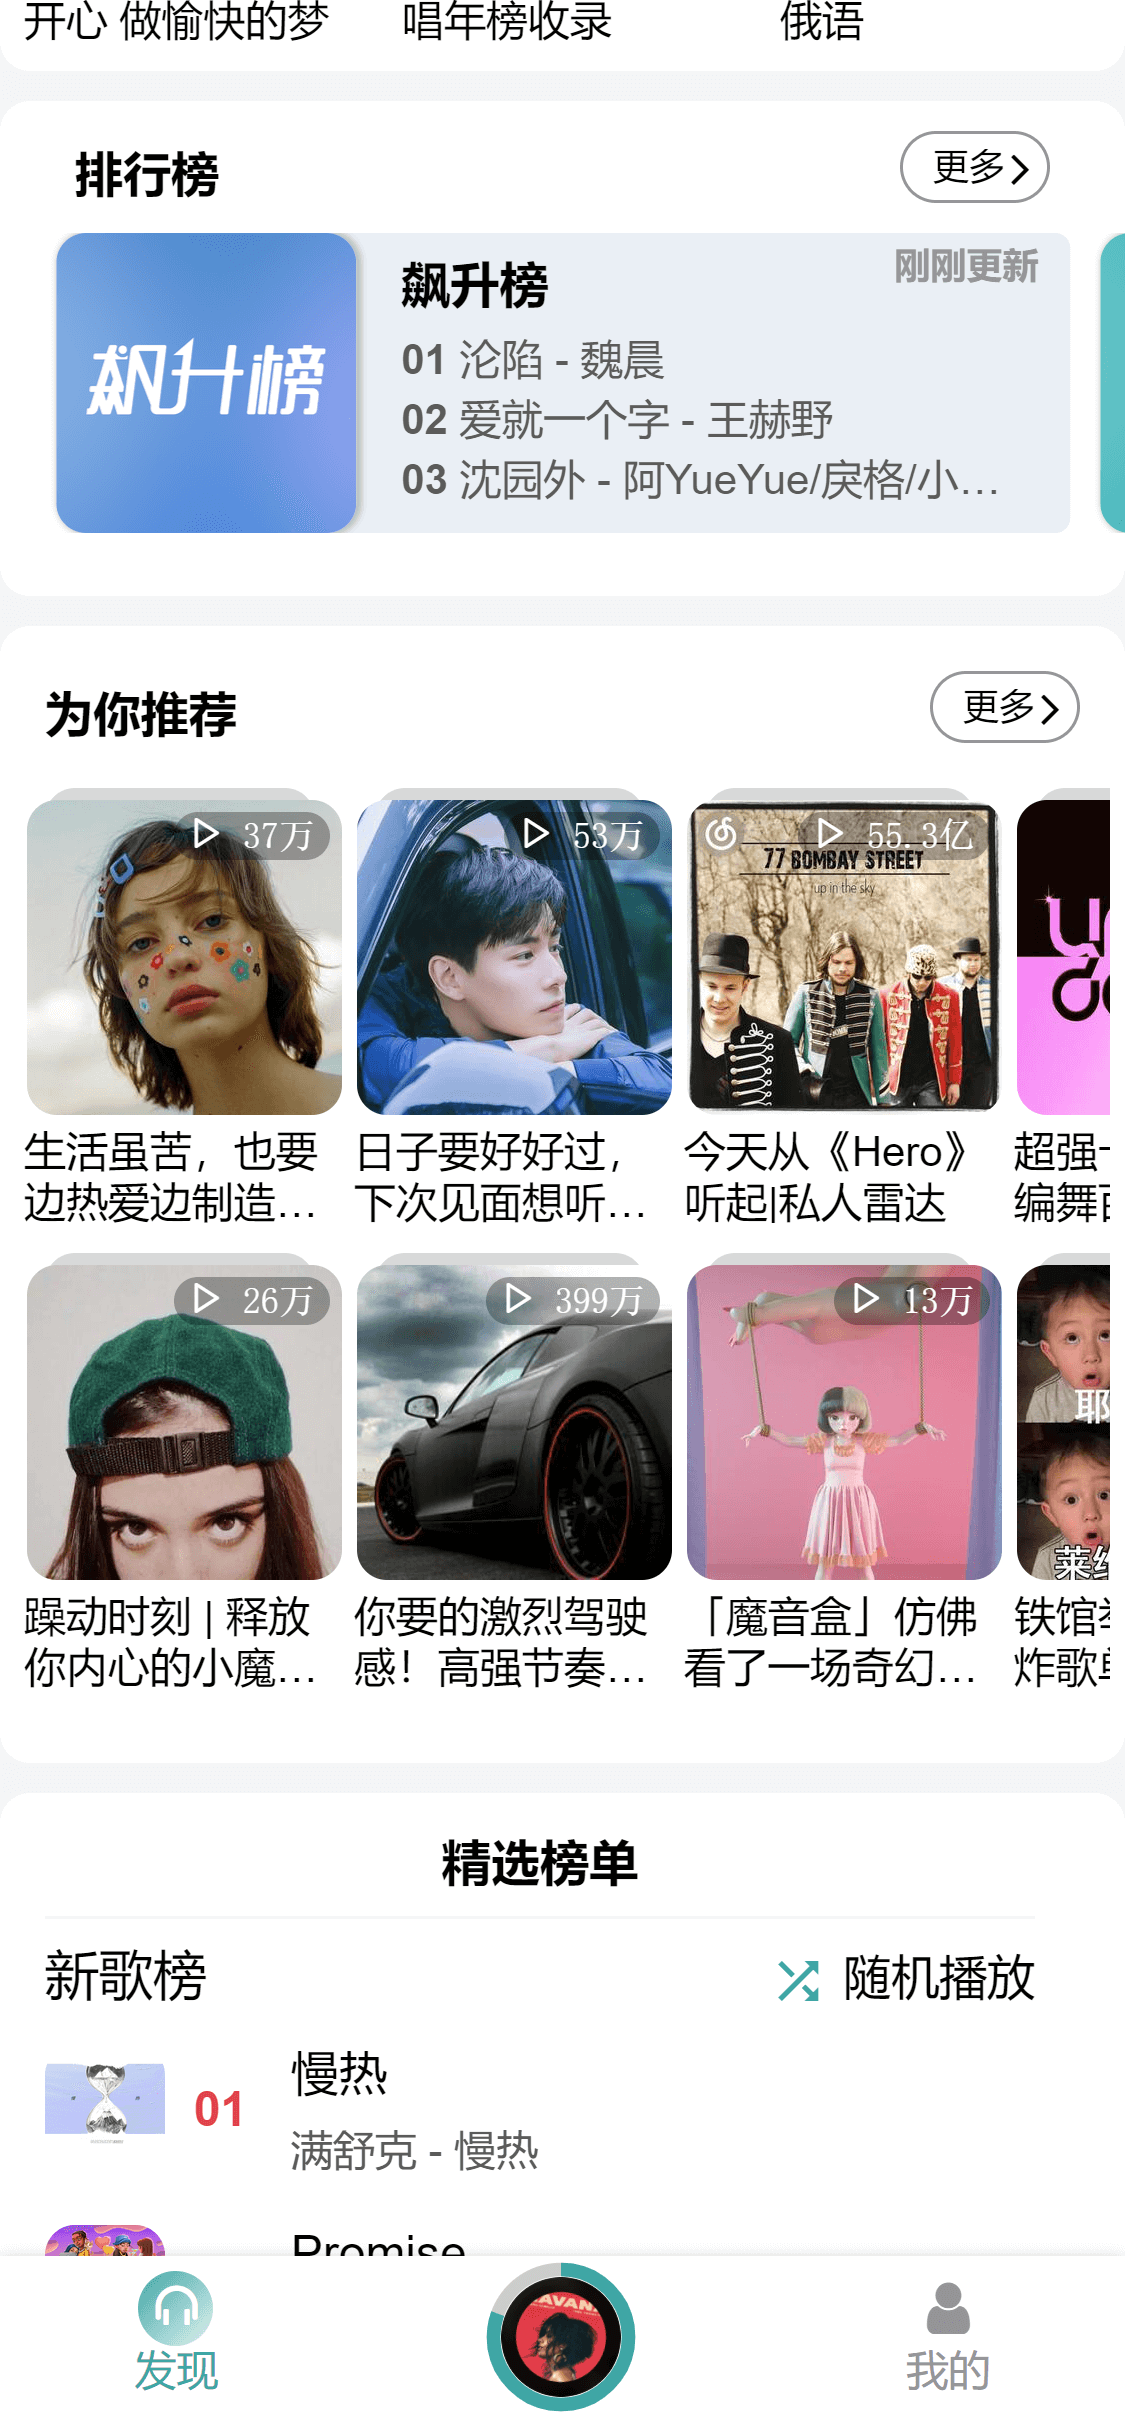 开心 做愉快的梦
唱年榜收录
俄语
排行榜
更多
飙升榜
飙升榜
刚刚更新
01 沦陷 - 魏晨
02 爱就一个字 - 王赫野
03 沈园外 - 阿YueYue/戾格/小…
为你推荐
更多
37万
53万
55.3亿
77 BOMBAY STREET
up in the sky
生活虽苦，也要
边热爱边制造…
日子要好好过，
下次见面想听…
今天从《Hero》
听起|私人雷达
超强
编舞
26万
399万
13万
耶
莱
躁动时刻 | 释放
你内心的小魔…
你要的激烈驾驶
感！高强节奏…
「魔音盒」仿佛
看了一场奇幻…
铁馆
炸歌
精选榜单
新歌榜
随机播放
01
慢热
满舒克 - 慢热
Promise
AVAN
发现
我的